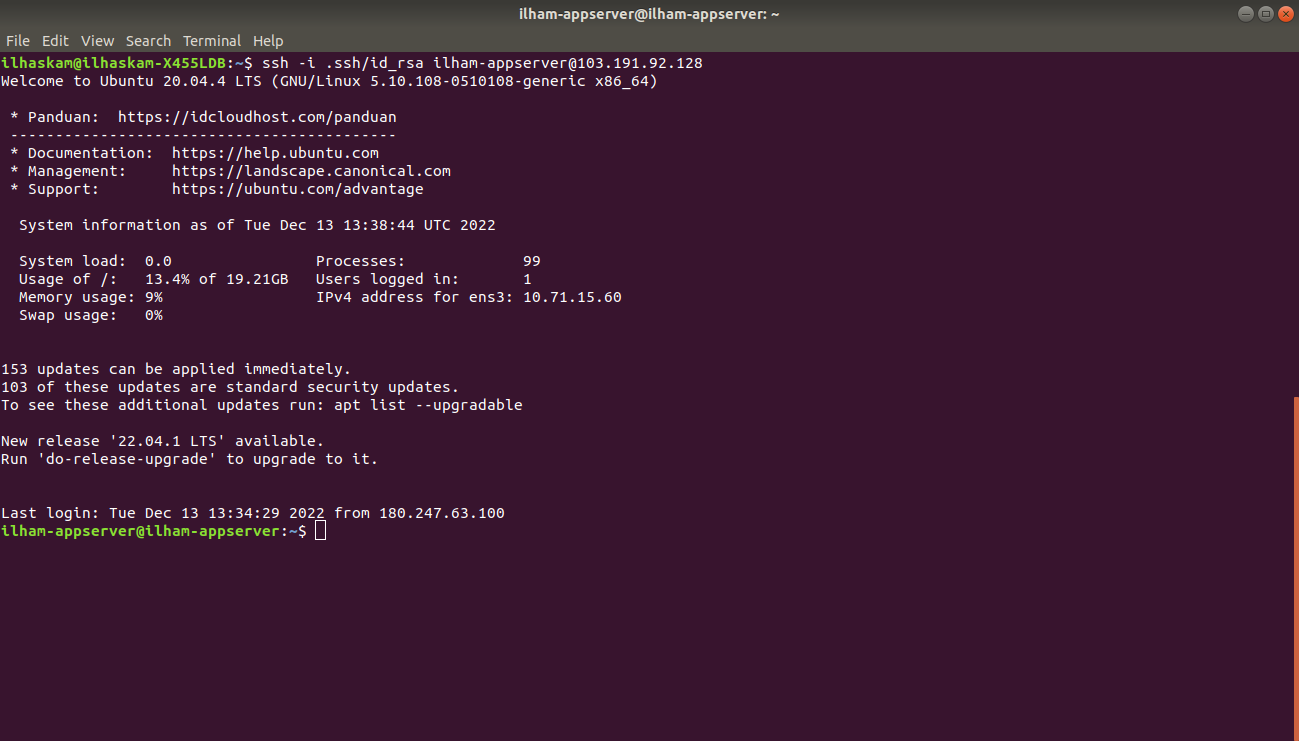 ilham-appserver@ilham-appserver: ~
File Edit View Search Terminal Help
ilhaskam@ilhaskam-X455LDB:~$ ssh -i .ssh/id_rsa ilham-appserver@103.191.92.128
Welcome to Ubuntu 20.04.4 LTS (GNU/Linux 5.10.108-0510108-generic x86_64)
* Panduan: https://idcloudhost.com/panduan
-------------------------------------------
* Documentation: https://help.ubuntu.com
* Management: https://landscape.canonical.com
* Support: https://ubuntu.com/advantage
System information as of Tue Dec 13 13:38:44 UTC 2022
System load: 0.0 Processes: 99
Usage of /: 13.4% of 19.21GB Users logged in: 1
Memory usage: 9% IPv4 address for ens3: 10.71.15.60
Swap usage: 0%
153 updates can be applied immediately.
103 of these updates are standard security updates.
To see these additional updates run: apt list --upgradable
New release '22.04.1 LTS' available.
Run 'do-release-upgrade' to upgrade to it.
Last login: Tue Dec 13 13:34:29 2022 from 180.247.63.100
ilham-appserver@ilham-appserver:~$